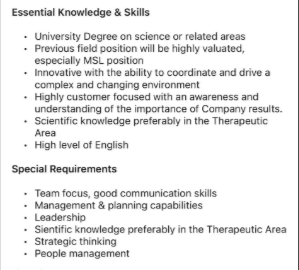 Essential Knowledge & Skills
• University Degree on science or related areas
• Previous field position will be highly valued,
especially MSL position
• Innovative with the ability to coordinate and drive a
complex and changing environment
• Highly customer focused with an awareness and
understanding of the importance of Company results.
• Scientific knowledge preferably in the Therapeutic
Area
• High level of English
Special Requirements
• Team focus, good communication skills
• Management & planning capabilities
• Leadership
• Sientific knowledge preferably in the Therapeutic Area
• Strategic thinking
• People management